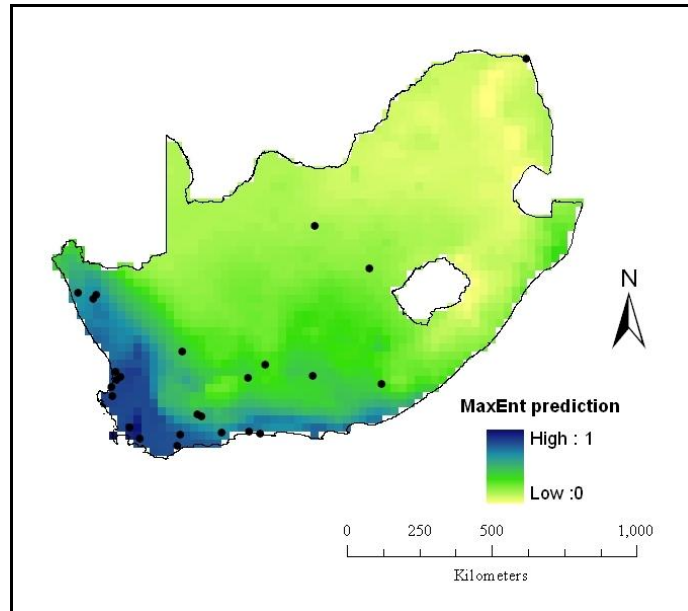 N
MaxEnt prediction
High : 1
Low :0
0 250 500 1,000
Kilometers